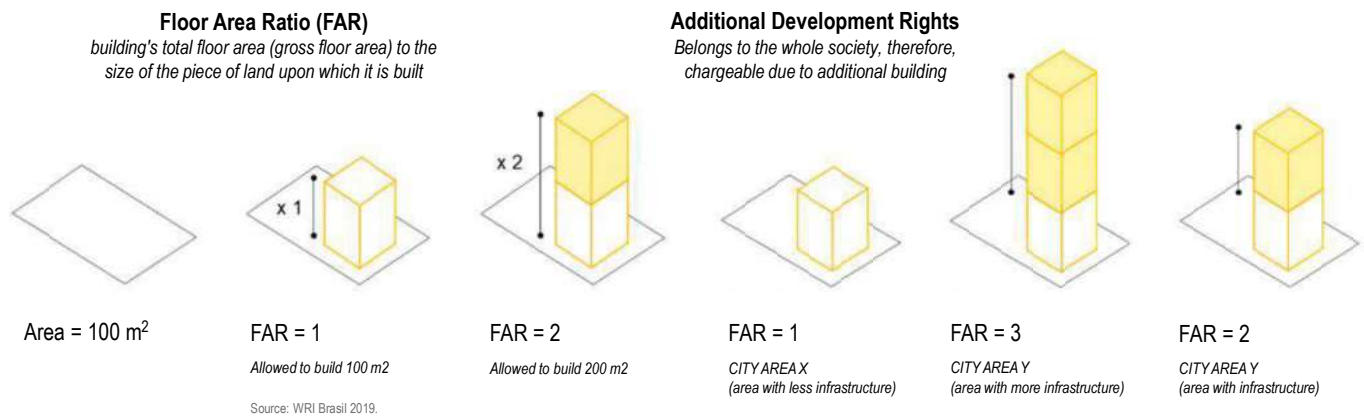 Floor Area Ratio (FAR)
building's total floor area (gross floor area) to the
size of the piece of land upon which it is built
Additional Development Rights
Belongs to the whole society, therefore,
chargeable due to additional building
x 1
x 2
Area = 100 m²
FAR = 1
Allowed to build 100 m2
Source: WRI Brasil 2019.
FAR = 2
Allowed to build 200 m2
FAR = 1
CITY AREA X
(area with less infrastructure)
FAR = 3
CITY AREA Y
(area with more infrastructure)
FAR = 2
CITY AREA Y
(area with infrastructure)